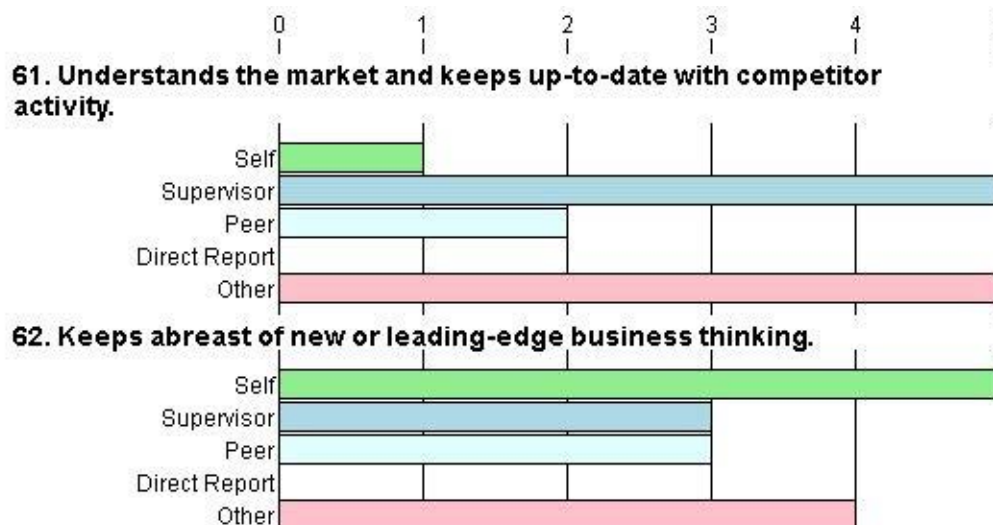 0 1 2 3 4
61. Understands the market and keeps up-to-date with competitor
activity.
Self
Supervisor
Peer
Direct Report
Other
62. Keeps abreast of new or leading-edge business thinking.
Self
Supervisor
Peer
Direct Report
Other